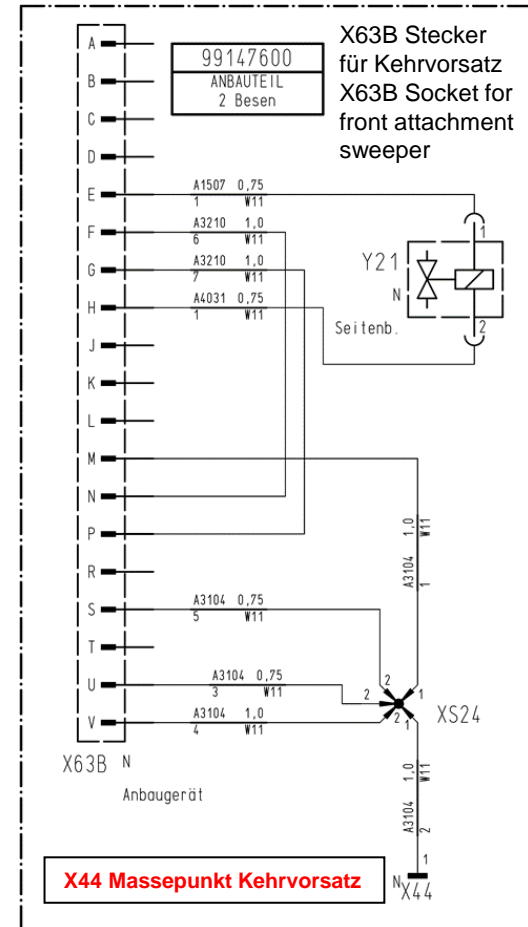 X63B Stecker
für Kehrvorsatz
X63B Socket for
front attachment
sweeper
99147600
ANBAUTEIL
2 Besen
A
B
C
D
E
A1507 0,75
1 W11
F
A3210 1,0
6 W11
G
A3210 1,0
7 W11
H
A4031 0,75
1 W11
J
K
L
M
N
P
R
S
A3104 0,75
5 W11
T
U
A3104 0,75
3 W11
V
A3104 1,0
4 W11
X63B N
Anbaugerät
1
Y21
N
2
Seitenb.
A3104 1,0
1 W11
2
1
2
2
1
XS24
A3104 1,0
2 W11
1
N X44
X44 Massepunkt Kehrvorsatz